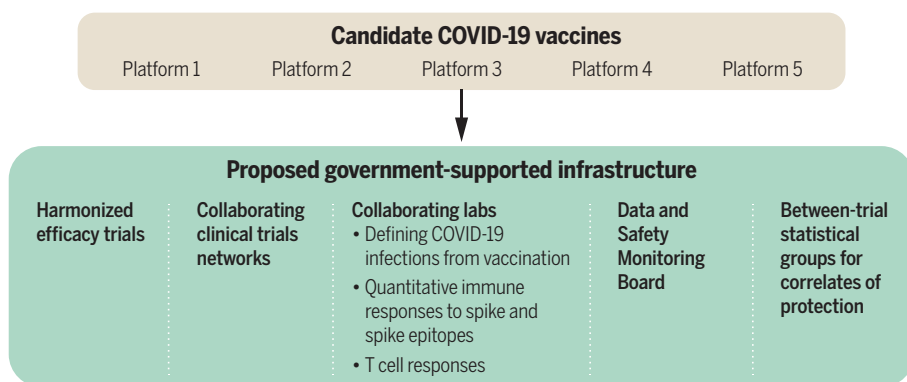 Candidate COVID-19 vaccines
Platform 1 Platform 2 Platform 3 Platform 4 Platform 5
Proposed government-supported infrastructure
Harmonized
efficacy trials
Collaborating
clinical trials
networks
Collaborating labs
• Defining COVID-19
infections from vaccination
• Quantitative immune
responses to spike and
spike epitopes
• T cell responses
Data and
Safety
Monitoring
Board
Between-trial
statistical
groups for
correlates of
protection